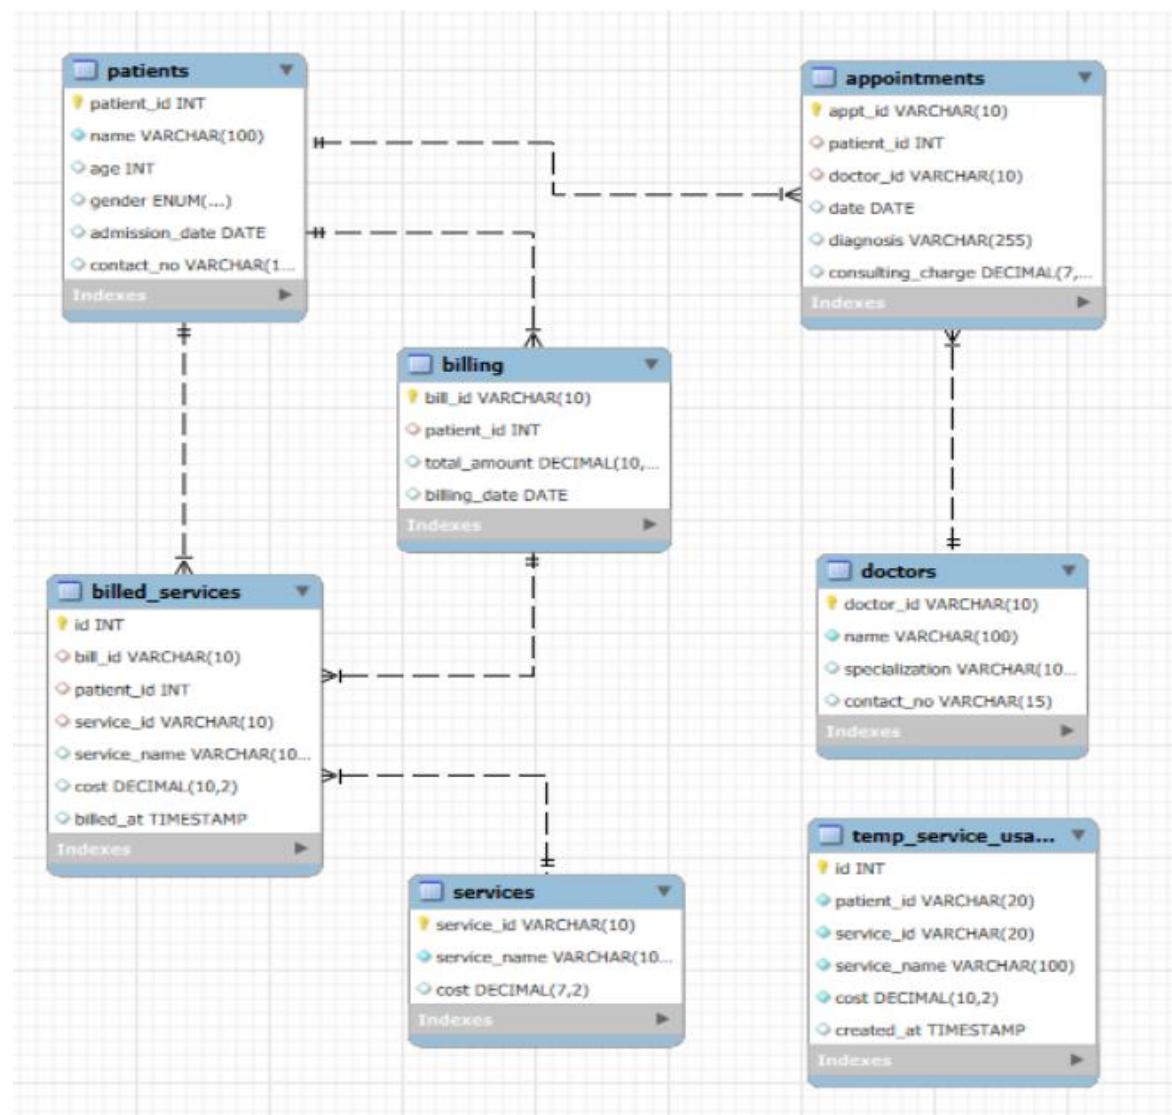 patients
patient_id INT
name VARCHAR(100)
age INT
gender ENUM(...)
admission_date DATE
contact_no VARCHAR(1...
Indexes
appointments
appt_id VARCHAR(10)
patient_id INT
doctor_id VARCHAR(10)
date DATE
diagnosis VARCHAR(255)
consulting_charge DECIMAL(7,...
Indexes
billing
bill_id VARCHAR(10)
patient_id INT
total_amount DECIMAL(10,...
billing_date DATE
Indexes
billed_services
id INT
bill_id VARCHAR(10)
patient_id INT
service_id VARCHAR(10)
service_name VARCHAR(10...
cost DECIMAL(10,2)
billed_at TIMESTAMP
Indexes
doctors
doctor_id VARCHAR(10)
name VARCHAR(100)
specialization VARCHAR(10...
contact_no VARCHAR(15)
Indexes
services
service_id VARCHAR(10)
service_name VARCHAR(10...
cost DECIMAL(7,2)
Indexes
temp_service_usa...
id INT
patient_id VARCHAR(20)
service_id VARCHAR(20)
service_name VARCHAR(100)
cost DECIMAL(10,2)
created_at TIMESTAMP
Indexes